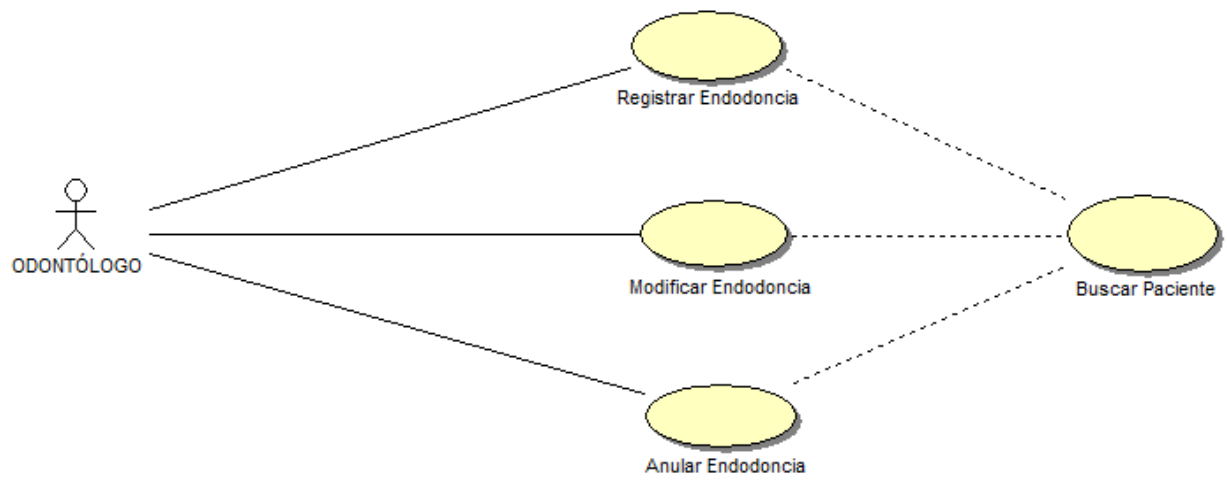 Registrar Endodoncia
ODONTÓLOGO
Modificar Endodoncia
Buscar Paciente
Anular Endodoncia